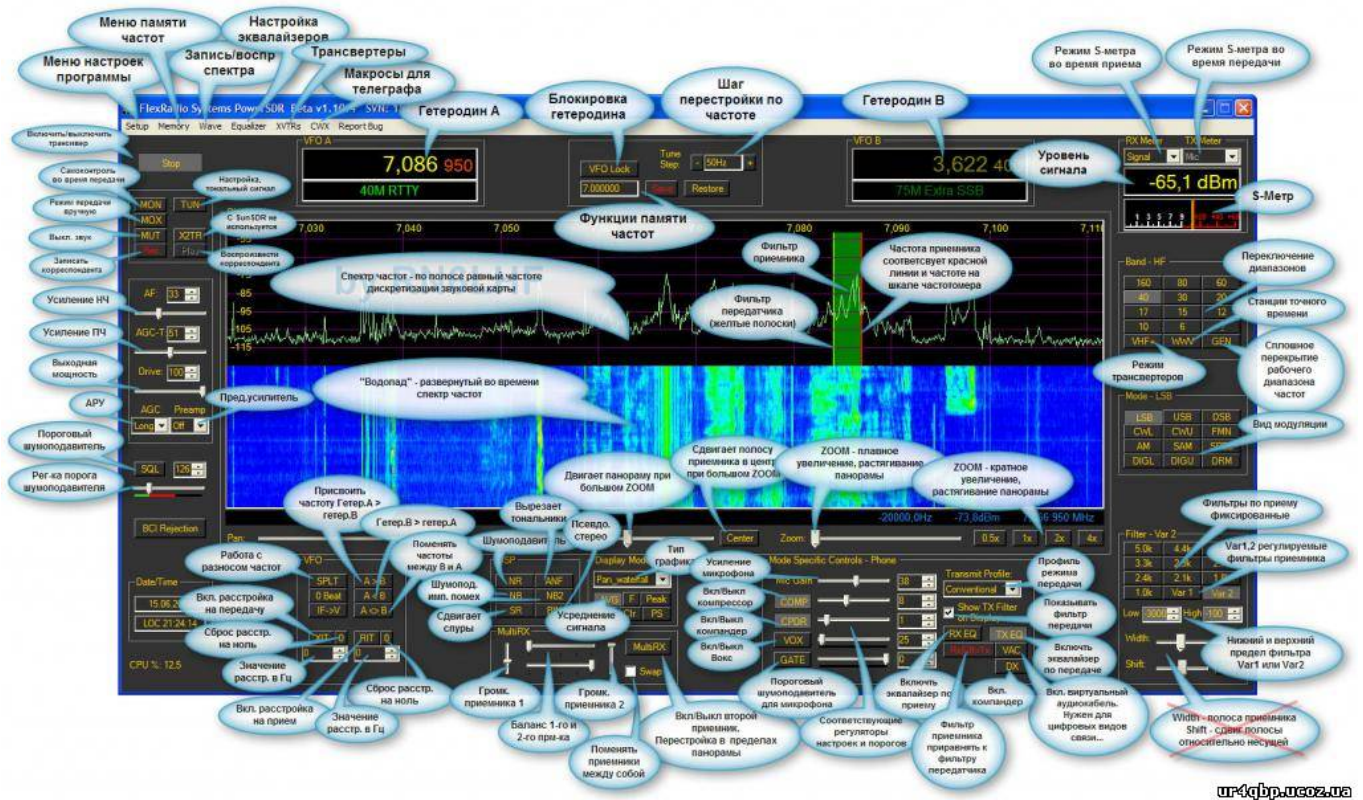 Меню памяти
частот
Настройка
эквалайзеров
Меню настроек
программы
Запись/воспр
спектра
Трансвертеры
Макросы для
телеграфа
Гетеродин А
Блокировка
гетеродина
Шаг
перестройки по
частоте
Гетеродин В
Режим S-метра
во время приема
Режим S-метра во
время передачи
FlexRadio Systems PowerSDR Beta
Setup Memory Wave Equalizer XVTRs CWX Report Bug
Включить/выключить
трансивер
Stop
VFO A
7,086 950
40M RTTY
VFO Lock
Tune
Step:
- 50Hz +
7.000000
Save
Restore
VFO B
3,622
75M Extra SSB
Уровень
сигнала
RX Meter
TX Meter
Signal
Mic
-65,1 dBm
1 3 5 7 9
S-Метр
Самоконтроль
во время передачи
Настройка,
тональный сигнал
MON TUN
Режим передачи
вручную
MOX
С SunSDR не
используется
Выкл. звук
MUT X2TR
Записать
корреспондента
Воспроизвести
корреспондента
Функции памяти
частот
7,030 7,040 7,050 7,080 7,090 7,100
Фильтр
приемника
Частота приемника
соответсвует красной
линии и частоте на
шкале частотомера
Спектр частот - по полосе равный частоте
дискретизации звуковой карты
Фильтр
передатчика
(желтые полоски)
-85
-95
-105
-115
Усиление НЧ
AF 33
Усиление ПЧ
AGC-T 51
Выходная
мощность
Drive: 100
АРУ
Пред.усилитель
AGC Preamp
Long Off
Пороговый
шумоподавитель
SQL 126
Рег-ка порога
шумоподавителя
BCI Rejection
"Водопад" - развернутый во времени
спектр частот
Band - HF
160 80 60
40 30 20
17 15 12
10 6
VHF+ WWV GEN
Переключение
диапазонов
Станции точного
времени
Сплошное
перекрытие
рабочего
диапазона
частот
Режим
трансвертеров
Mode - LSB
LSB USB DSB
CWL CWU FMN
AM SAM
DIGL DIGU DRM
Вид модуляции
Присвоить
частоту Гетер.А >
гетер.В
Гетер.В > гетер.А
Поменять
частоты
между В и А
Вырезает
тональники
Шумоподавитель
Псевдо.
стерео
Двигает панораму при
большом ZOOM
Сдвигает полосу
приемника в центр
при большом ZOOM
ZOOM - плавное
увеличение, растягивание
панорамы
ZOOM - кратное
увеличение,
растягивание панорамы
-20000,0Hz -73,8dBm
Pan:
Center
Zoom:
0.5x 1x 2x 4x
Работа с
разносом частот
VFO
SPLT A > B
0 Beat
IF->V A <> B
Date/Time
LOC 21:24:14
CPU %: 12,5
Вкл. расстройка
на передачу
Сброс расстр.
на ноль
Значение
расстр. в Гц
XIT 0 RIT 0
Вкл. расстройка
на прием
Значение
расстр. в Гц
Сброс расстр.
на ноль
Шумопод.
имп. помех
Сдвигает
спуры
NR ANF
NB NB2
SR
Display Mode
Pan_waterfall
AVG Peak
Тип
графика
Усреднение
сигнала
MultiRX
MultiRX
Swap
Громк.
приемника 1
Баланс 1-го и
2-го прм-ка
Громк.
приемника 2
Поменять
приемники
между собой
Вкл/Выкл второй
приемник.
Перестройка в пределах
панорамы
Mode Specific Controls - Phone
Усиление
микрофона
Mic Gain 38
Вкл/Выкл
компрессор
COMP 8
Вкл/Выкл
компандер
CPDR 1
Вкл/Выкл
Вокс
VOX 25
GATE 0
Пороговый
шумоподавитель
для микрофона
Соответствующие
регуляторы
настроек и порогов
Transmit Profile:
Conventional
Show TX Filter
on Display
RX EQ TX EQ
VAC
DX
Профиль
режима
передачи
Показывать
фильтр
передачи
Включть
эквалайзер
по передаче
Включть
эквалайзер по
приему
Фильтр
приемника
приравнять к
фильтру
передатчика
Вкл.
компандер
Вкл. виртуальный
аудиокабель.
Нужен для
цифровых видов
связи...
Фильтры по приему
фиксированные
Filter - Var 2
5.0k 4.4k
3.3k
2.4k 2.1k
1.0k Var 1 Var 2
Var1,2 регулируемые
фильтры приемника
Low -3000 High -100
Width:
Shift:
Нижний и верхний
предел фильтра
Var1 или Var2
Width - полоса приемника
Shift - сдвиг полосы
относительно несущей
ur4qbp.ucoz.ua